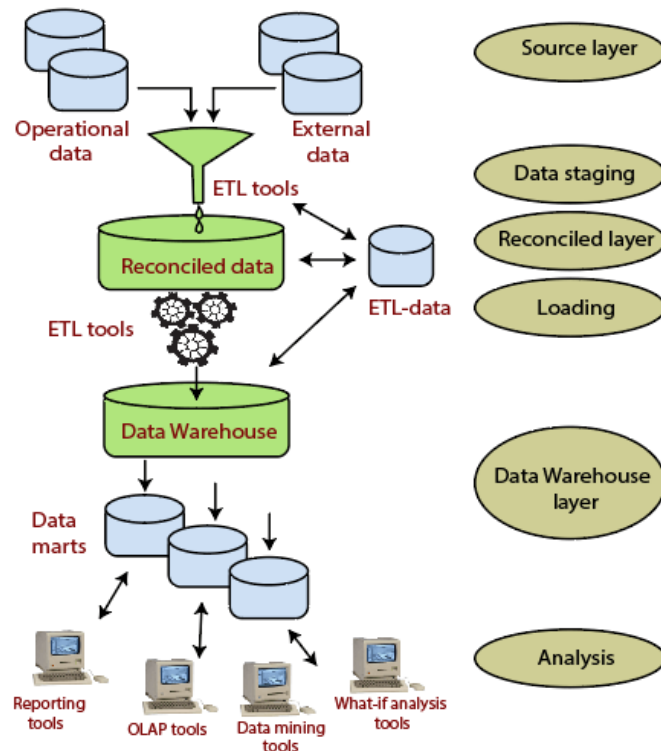 Source layer
Operational
data
External
data
Data staging
ETL tools
Reconciled layer
Reconciled data
ETL-data
Loading
ETL tools
Data Warehouse
Data Warehouse
layer
Data
marts
Analysis
Reporting
tools
OLAP tools
Data mining
tools
What-if analysis
tools